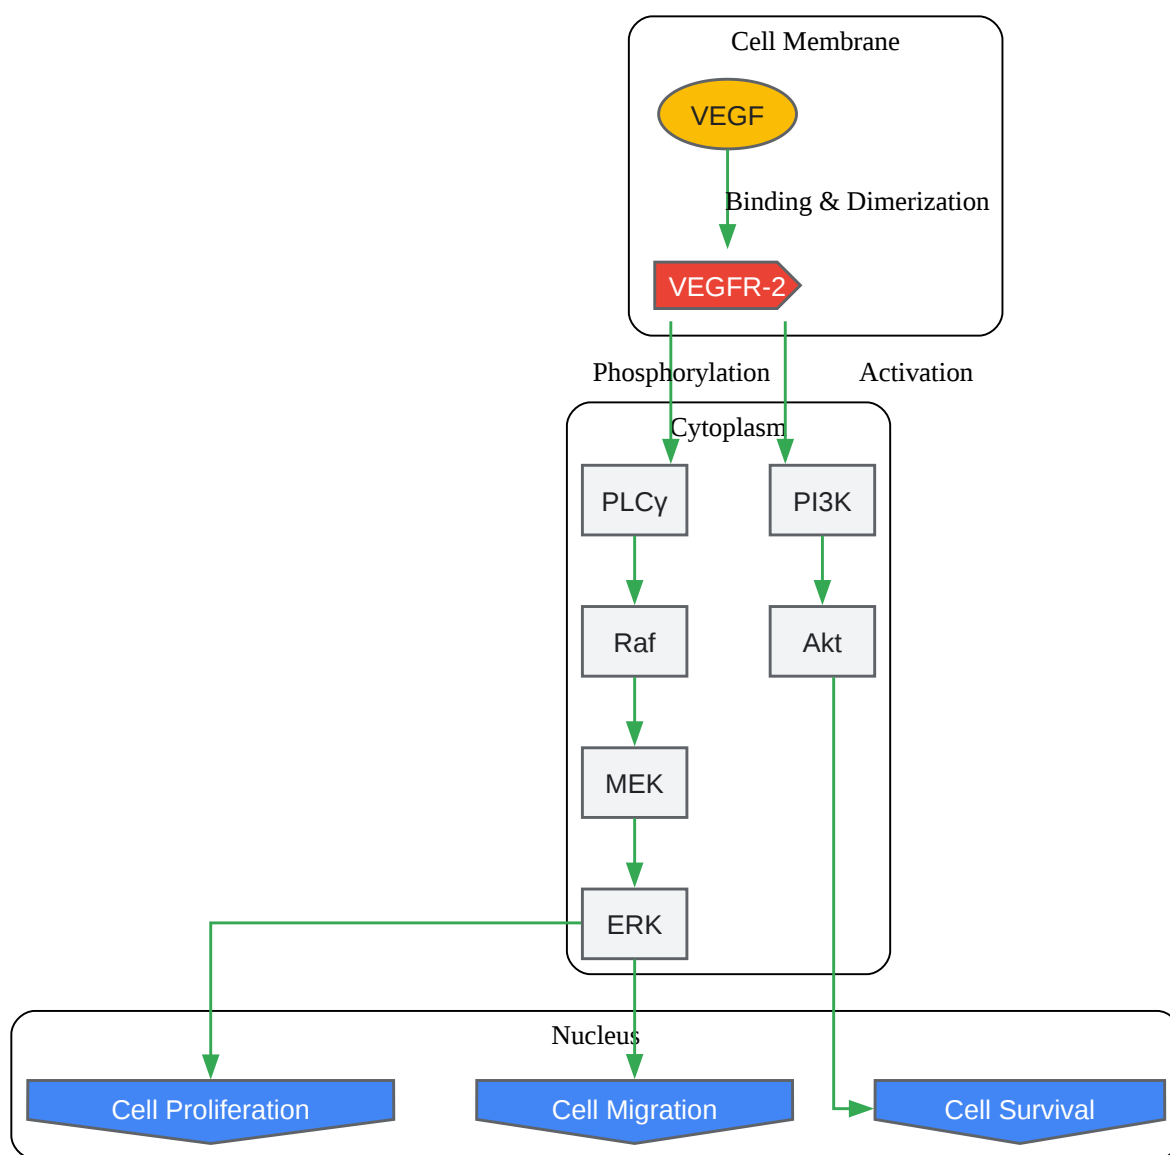 Cell Membrane
VEGF
Binding & Dimerization
VEGFR-2
Phosphorylation
Activation
Cytoplasm
PLCγ
PI3K
Raf
Akt
MEK
ERK
Nucleus
Cell Proliferation
Cell Migration
Cell Survival